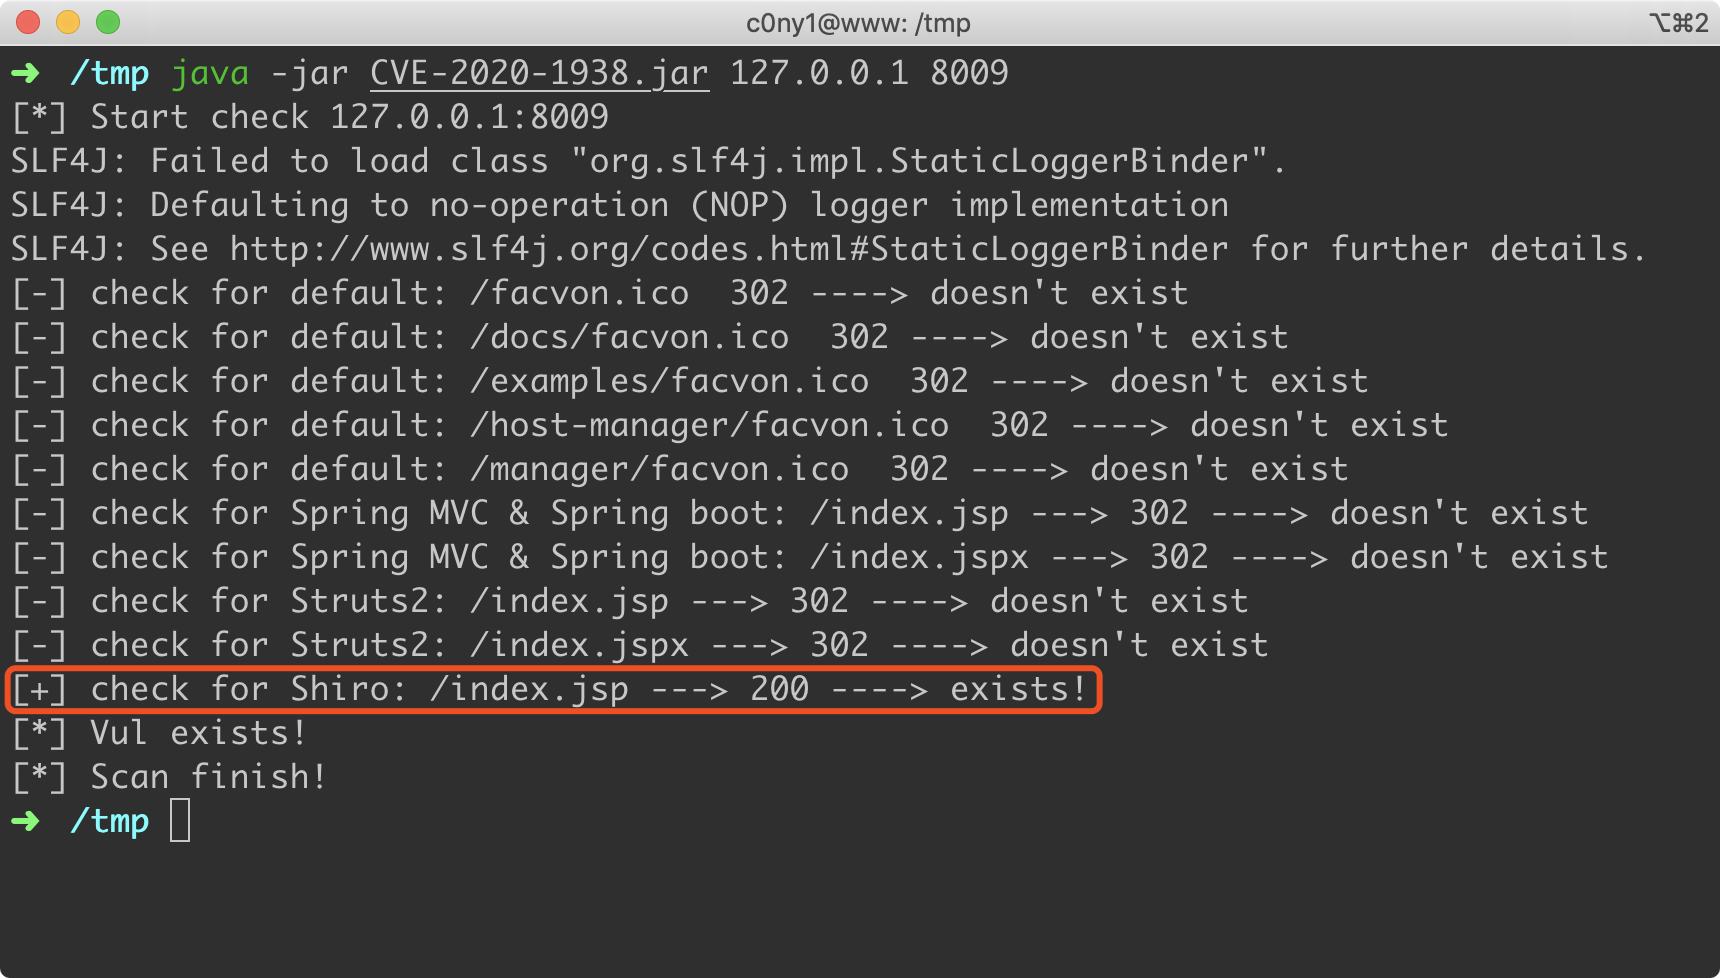 c0ny1@www: /tmp
⌥⌘2
➜ /tmp java -jar CVE-2020-1938.jar 127.0.0.1 8009
[*] Start check 127.0.0.1:8009
SLF4J: Failed to load class "org.slf4j.impl.StaticLoggerBinder".
SLF4J: Defaulting to no-operation (NOP) logger implementation
SLF4J: See http://www.slf4j.org/codes.html#StaticLoggerBinder for further details.
[-] check for default: /facvon.ico  302 ----> doesn't exist
[-] check for default: /docs/facvon.ico  302 ----> doesn't exist
[-] check for default: /examples/facvon.ico  302 ----> doesn't exist
[-] check for default: /host-manager/facvon.ico  302 ----> doesn't exist
[-] check for default: /manager/facvon.ico  302 ----> doesn't exist
[-] check for Spring MVC & Spring boot: /index.jsp ---> 302 ----> doesn't exist
[-] check for Spring MVC & Spring boot: /index.jspx ---> 302 ----> doesn't exist
[-] check for Struts2: /index.jsp ---> 302 ----> doesn't exist
[-] check for Struts2: /index.jspx ---> 302 ----> doesn't exist
[+] check for Shiro: /index.jsp ---> 200 ----> exists!
[*] Vul exists!
[*] Scan finish!
➜ /tmp